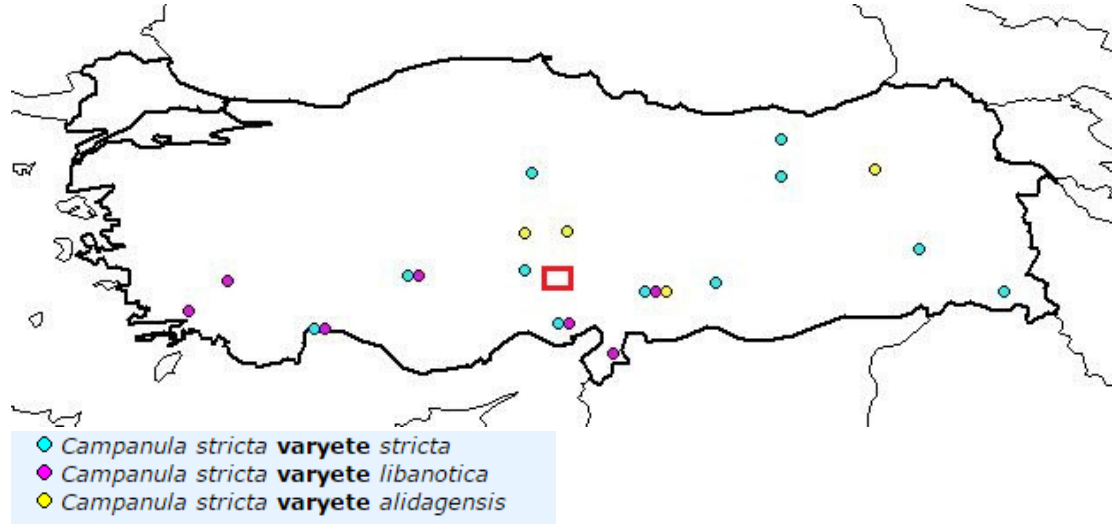 Campanula stricta varyete stricta
Campanula stricta varyete libanotica
Campanula stricta varyete alidagensis